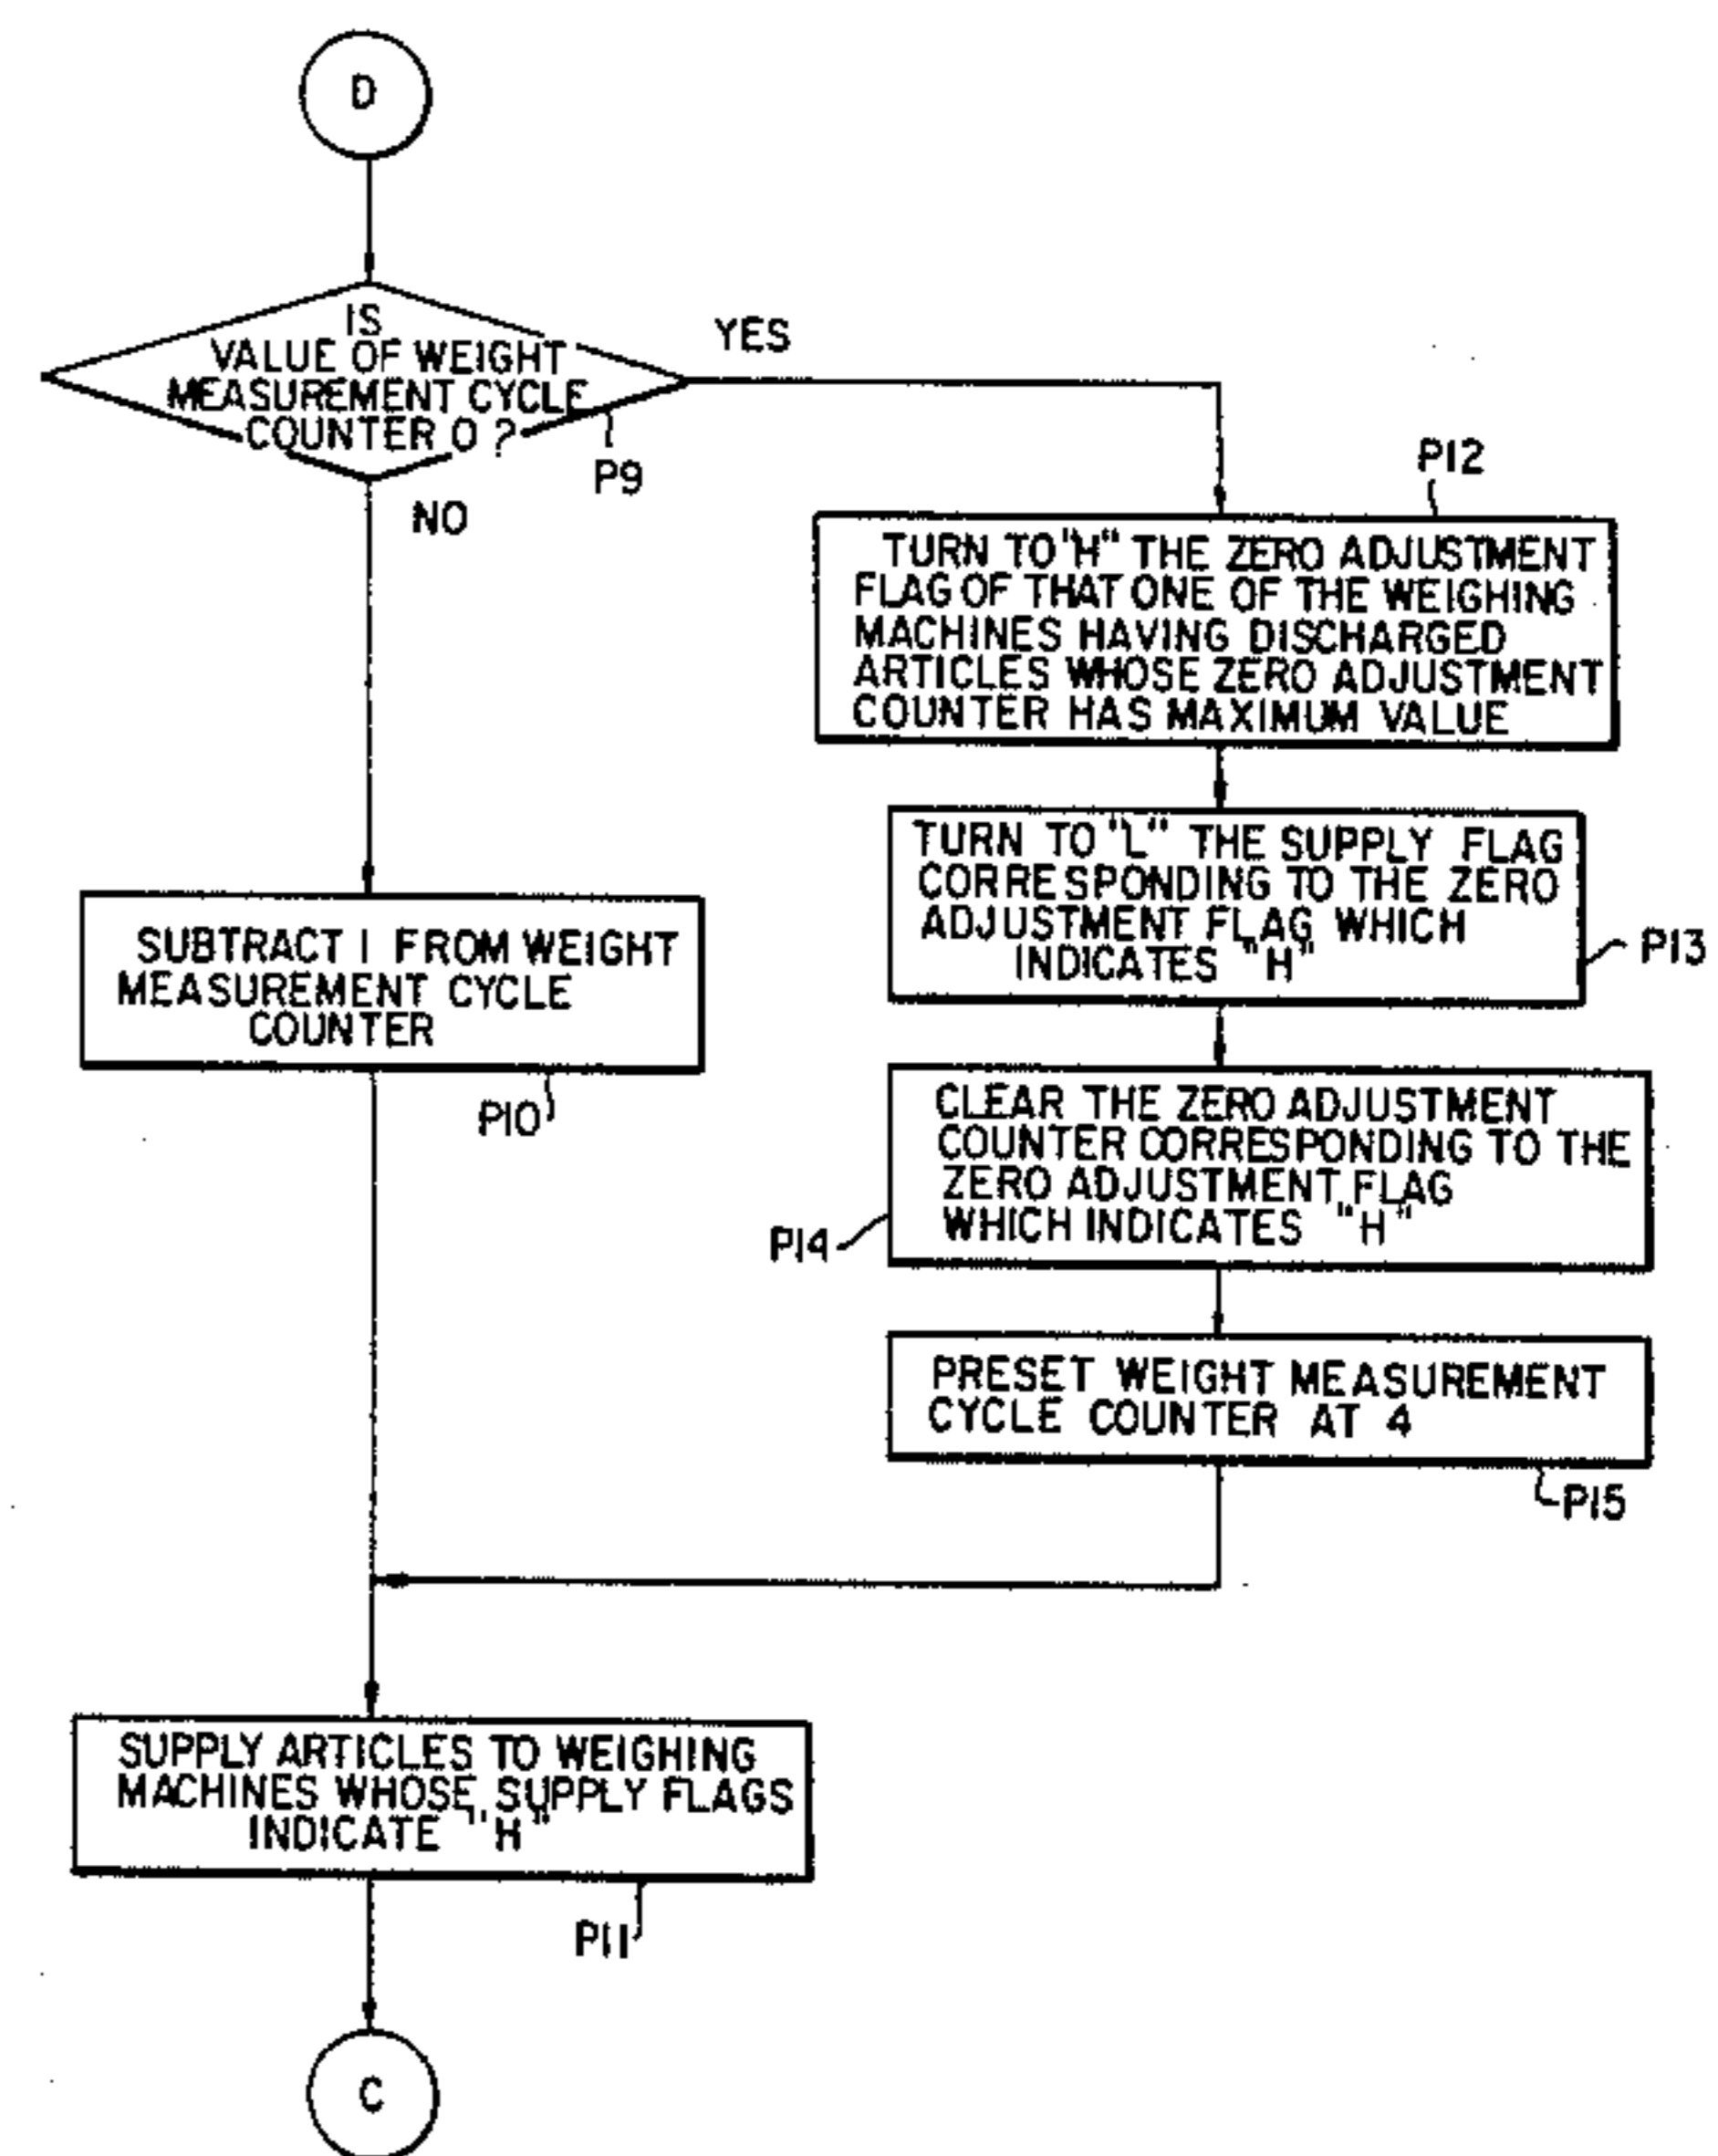 D
IS
VALUE OF WEIGHT
MEASUREMENT CYCLE
COUNTER 0 ?
P9
YES
NO
P12
TURN TO "H" THE ZERO ADJUSTMENT
FLAG OF THAT ONE OF THE WEIGHING
MACHINES HAVING DISCHARGED
ARTICLES WHOSE ZERO ADJUSTMENT
COUNTER HAS MAXIMUM VALUE
TURN TO "L" THE SUPPLY FLAG
CORRESPONDING TO THE ZERO
ADJUSTMENT FLAG WHICH
INDICATES "H"
P13
SUBTRACT 1 FROM WEIGHT
MEASUREMENT CYCLE
COUNTER
P10
CLEAR THE ZERO ADJUSTMENT
COUNTER CORRESPONDING TO THE
ZERO ADJUSTMENT FLAG
WHICH INDICATES "H"
P14
PRESET WEIGHT MEASUREMENT
CYCLE COUNTER AT 4
P15
SUPPLY ARTICLES TO WEIGHING
MACHINES WHOSE SUPPLY FLAGS
INDICATE "H"
P11
C